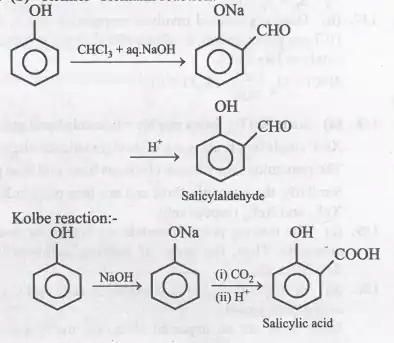 OH
ONa
CHO
CHCl₃ + aq.NaOH
OH
CHO
H⁺
Salicylaldehyde
Kolbe reaction:-
OH
ONa
OH
COOH
NaOH
(i) CO₂
(ii) H⁺
Salicylic acid